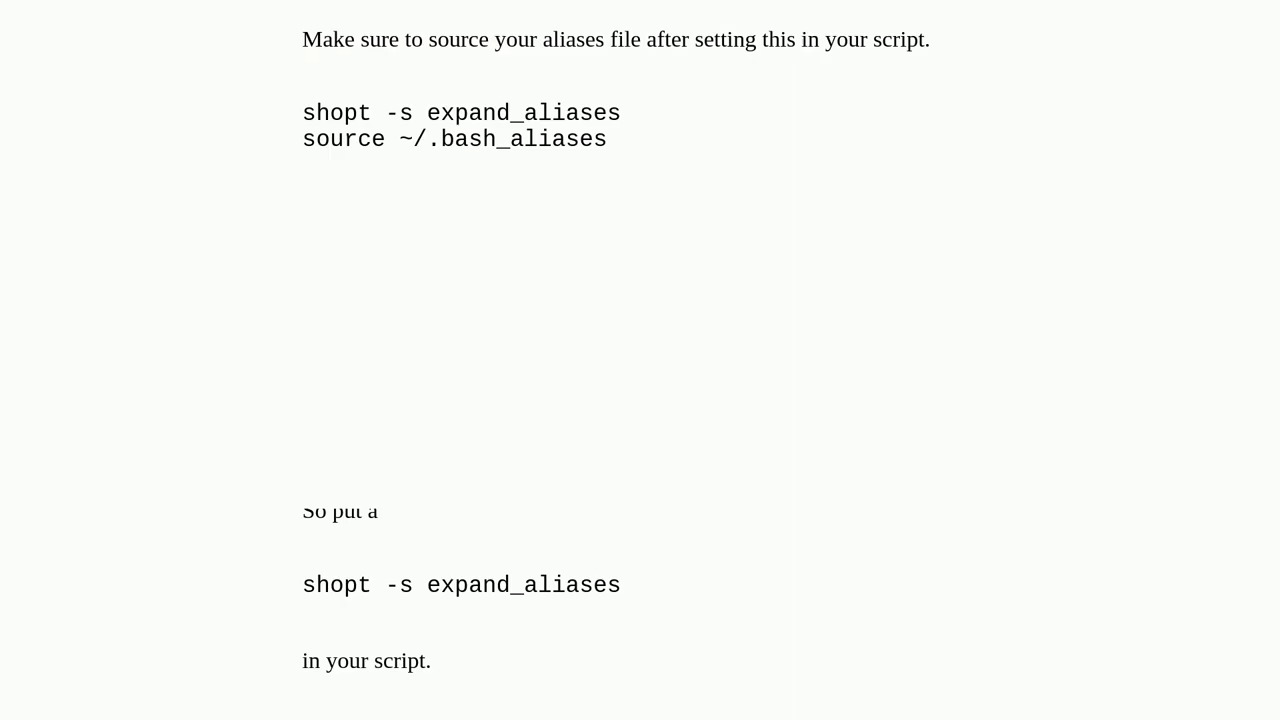 Make sure to source your aliases file after setting this in your script.
shopt -s expand_aliases
source ~/.bash_aliases
So put a
shopt -s expand_aliases
in your script.